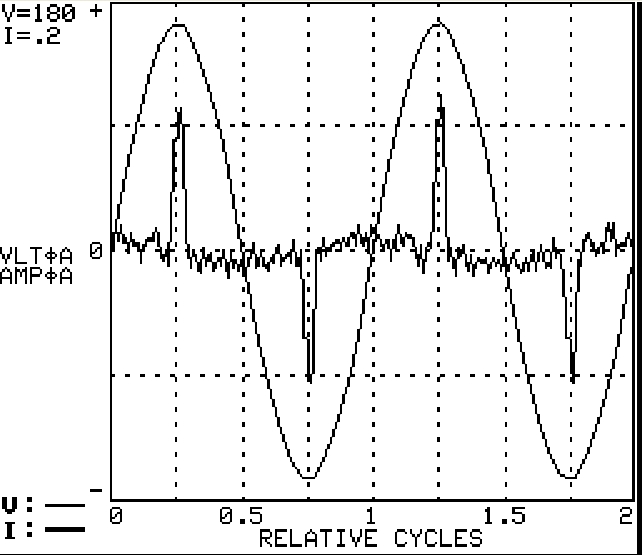 V=180 +
I=.2
VLTΦA 0
AMPΦA
-
V:
I:
0 0.5 1 1.5 2
RELATIVE CYCLES